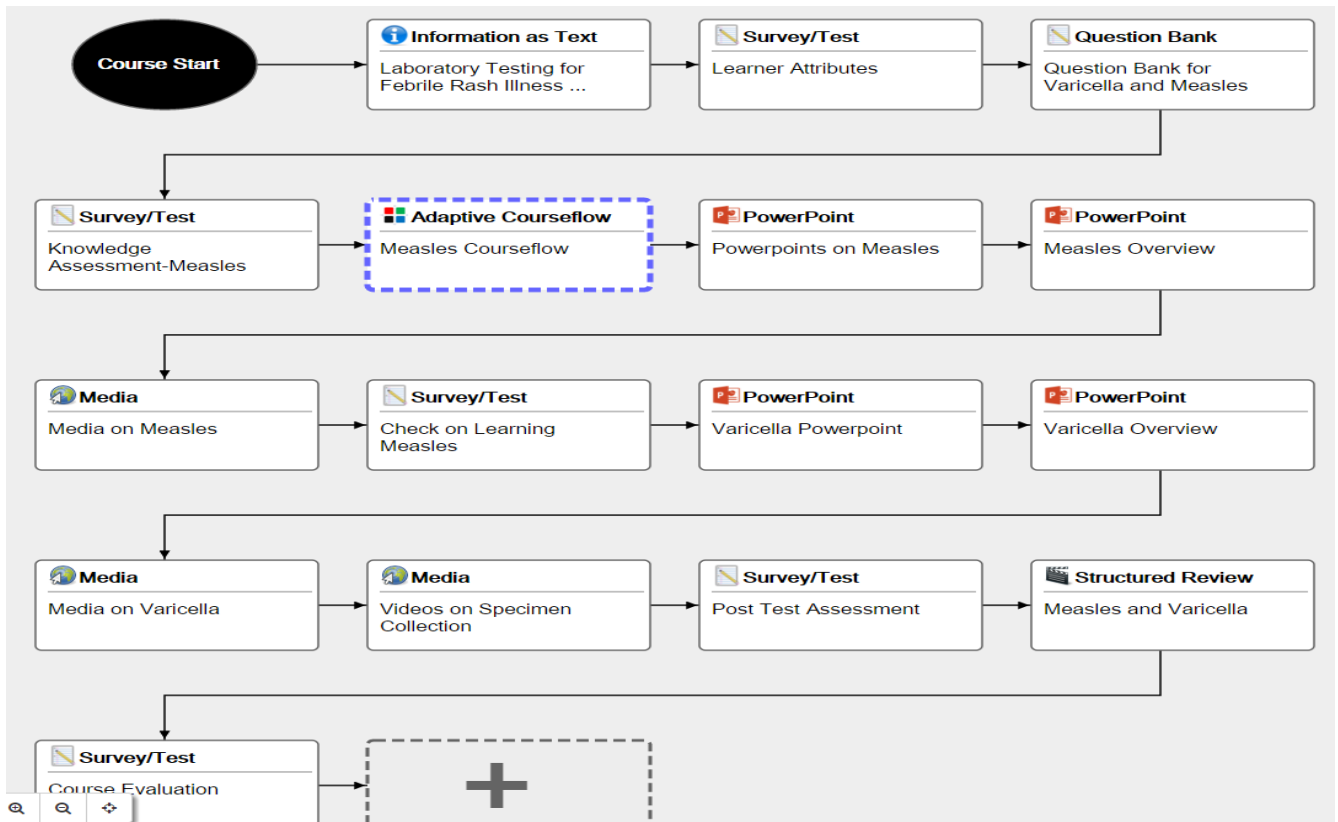 Course Start
Information as Text
Laboratory Testing for
Febrile Rash Illness ...
Survey/Test
Learner Attributes
Question Bank
Question Bank for
Varicella and Measles
Survey/Test
Knowledge
Assessment-Measles
Adaptive Courseflow
Measles Courseflow
PowerPoint
Powerpoints on Measles
PowerPoint
Measles Overview
Media
Media on Measles
Survey/Test
Check on Learning
Measles
PowerPoint
Varicella Powerpoint
PowerPoint
Varicella Overview
Media
Media on Varicella
Media
Videos on Specimen
Collection
Survey/Test
Post Test Assessment
Structured Review
Measles and Varicella
Survey/Test
Course Evaluation